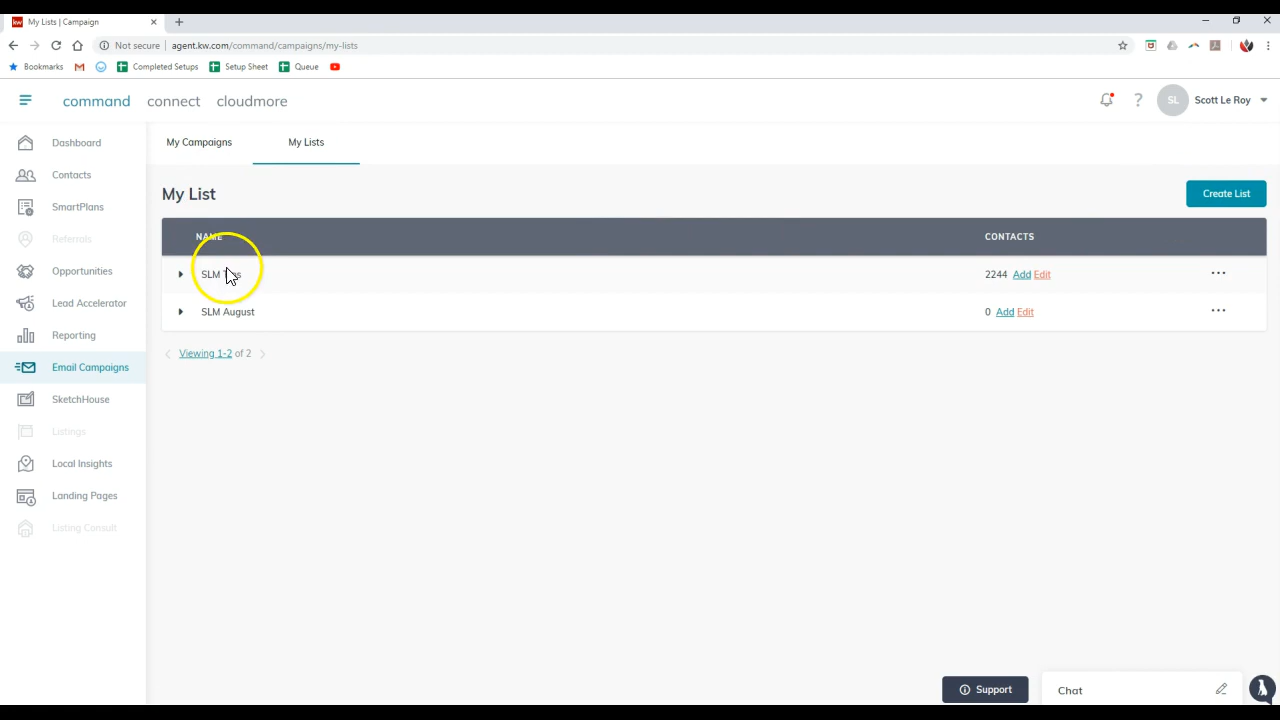 kw My Lists | Campaign
Not secure | agent.kw.com/command/campaigns/my-lists
Bookmarks Completed Setups Setup Sheet Queue
command connect cloudmore
? SL Scott Le Roy
Dashboard
Contacts
SmartPlans
Referrals
Opportunities
Lead Accelerator
Reporting
Email Campaigns
SketchHouse
Listings
Local Insights
Landing Pages
Listing Consult
My Campaigns My Lists
My List
Create List
NAME CONTACTS
SLM 2244 Add Edit
SLM August 0 Add Edit
Viewing 1-2 of 2
Support
Chat